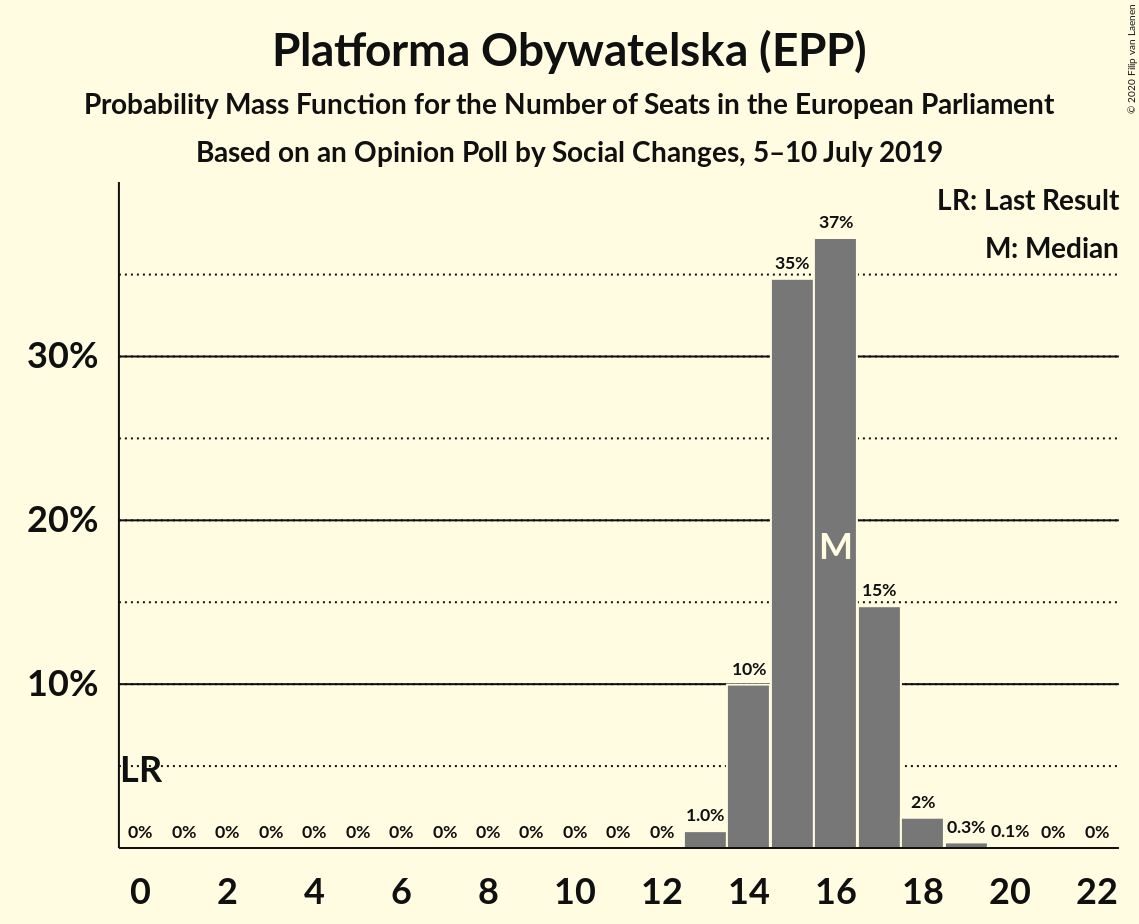 Platforma Obywatelska (EPP)
Probability Mass Function for the Number of Seats in the European Parliament
Based on an Opinion Poll by Social Changes, 5–10 July 2019
© 2020 Filip van Laenen
LR: Last Result
M: Median
37%
35%
30%
20%
M
15%
10%
10%
LR
2%
1.0%
0% 0% 0% 0% 0% 0% 0% 0% 0% 0% 0% 0% 0% 0.3% 0.1% 0% 0%
0 2 4 6 8 10 12 14 16 18 20 22